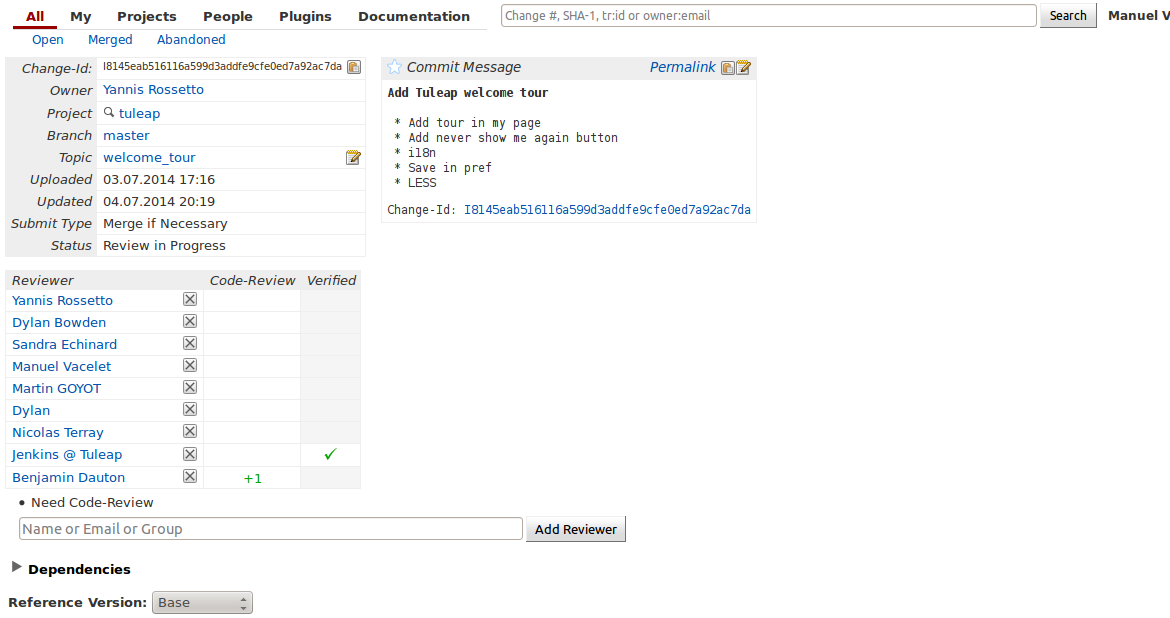 All My Projects People Plugins Documentation Change #, SHA-1, tr:id or owner:email Search Manuel V
Open Merged Abandoned
Change-Id: I8145eab516116a599d3addfe9cfe0ed7a92ac7da
Owner Yannis Rossetto
Project tuleap
Branch master
Topic welcome_tour
Uploaded 03.07.2014 17:16
Updated 04.07.2014 20:19
Submit Type Merge if Necessary
Status Review in Progress
Commit Message Permalink
Add Tuleap welcome tour
* Add tour in my page
* Add never show me again button
* i18n
* Save in pref
* LESS
Change-Id: I8145eab516116a599d3addfe9cfe0ed7a92ac7da
Reviewer Code-Review Verified
Yannis Rossetto
Dylan Bowden
Sandra Echinard
Manuel Vacelet
Martin GOYOT
Dylan
Nicolas Terray
Jenkins @ Tuleap ✓
Benjamin Dauton +1
• Need Code-Review
Name or Email or Group Add Reviewer
Dependencies
Reference Version: Base